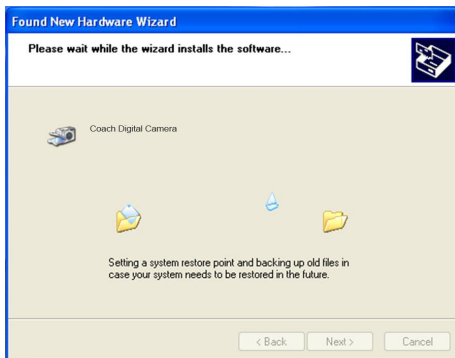 Found New Hardware Wizard
Please wait while the wizard installs the software...
Coach Digital Camera
Setting a system restore point and backing up old files in
case your system needs to be restored in the future.
< Back Next > Cancel